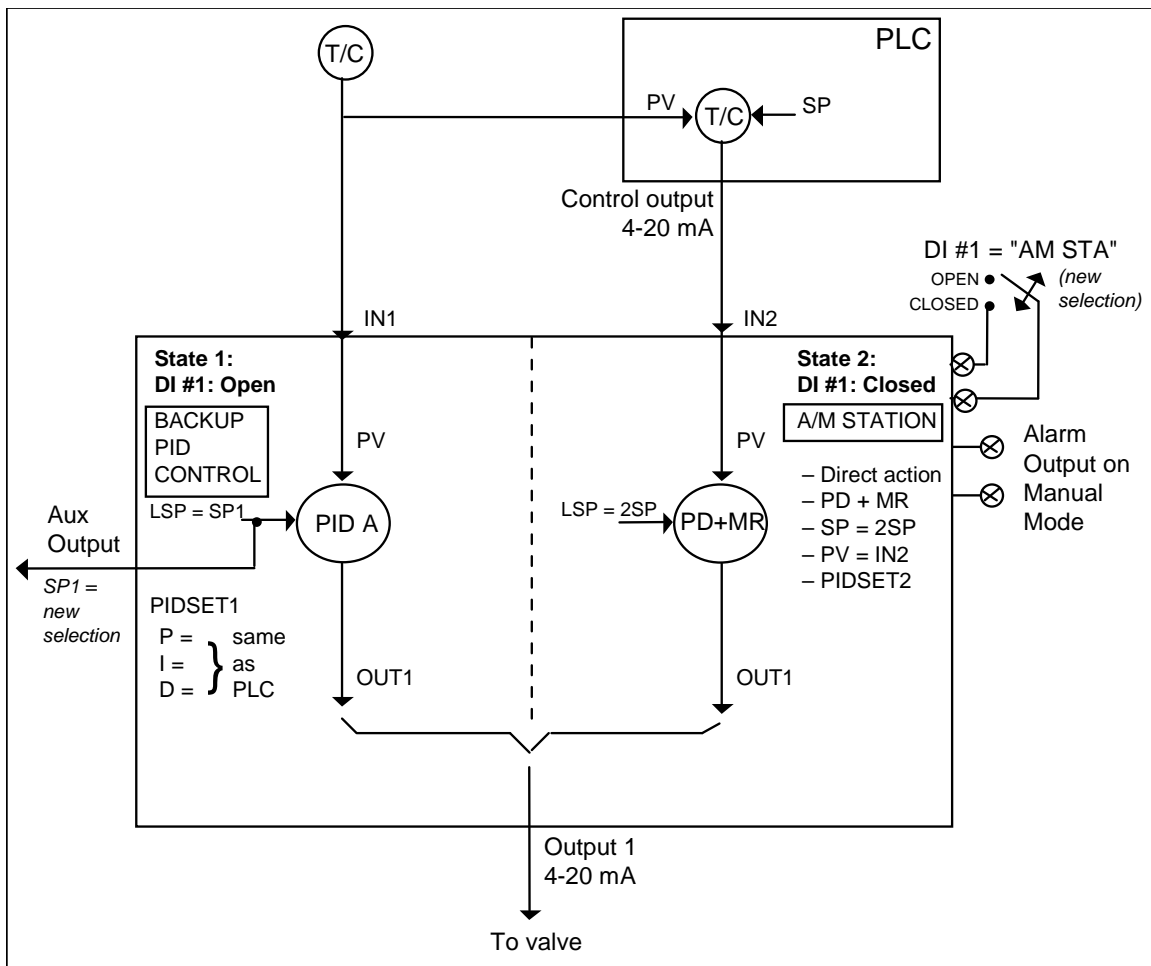 T/C
PLC
PV
T/C
SP
Control output
4-20 mA
DI #1 = "AM STA"
OPEN
(new
CLOSED
selection)
IN1
IN2
State 1:
DI #1: Open
BACKUP
PID
CONTROL
PV
LSP = SP1
PID A
Aux
Output
SP1 =
new
selection
PIDSET1
P = same
I = } as
D = PLC
OUT1
State 2:
DI #1: Closed
A/M STATION
PV
LSP = 2SP
PD+MR
– Direct action
– PD + MR
– SP = 2SP
– PV = IN2
– PIDSET2
OUT1
Alarm
Output on
Manual
Mode
Output 1
4-20 mA
To valve